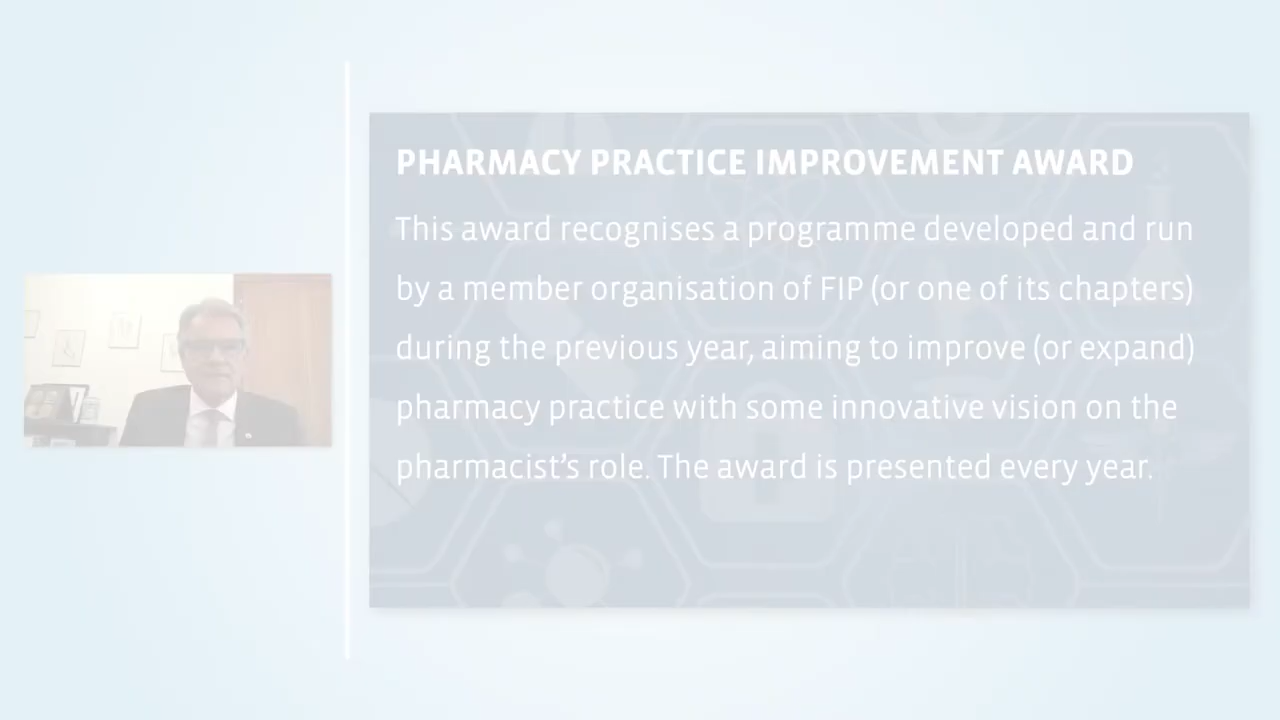 PHARMACY PRACTICE IMPROVEMENT AWARD
This award recognises a programme developed and run
by a member organisation of FIP (or one of its chapters)
during the previous year, aiming to improve (or expand)
pharmacy practice with some innovative vision on the
pharmacist’s role. The award is presented every year.